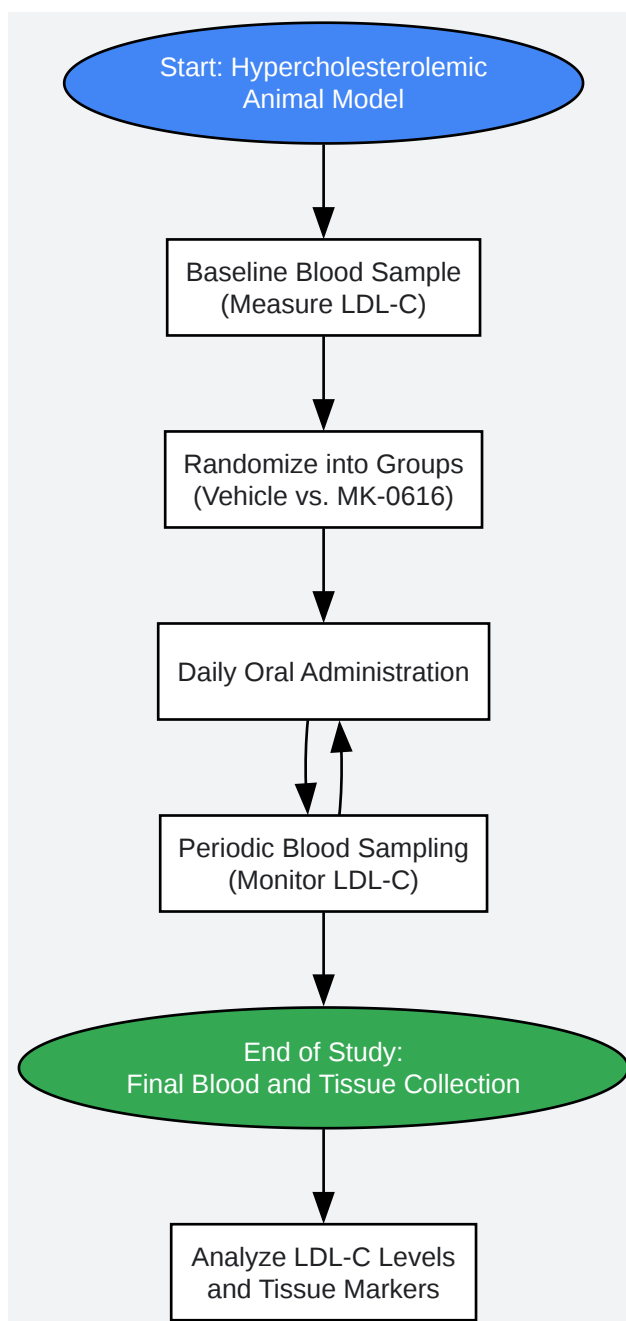 Start: Hypercholesterolemic
Animal Model
Baseline Blood Sample
(Measure LDL-C)
Randomize into Groups
(Vehicle vs. MK-0616)
Daily Oral Administration
Periodic Blood Sampling
(Monitor LDL-C)
End of Study:
Final Blood and Tissue Collection
Analyze LDL-C Levels
and Tissue Markers